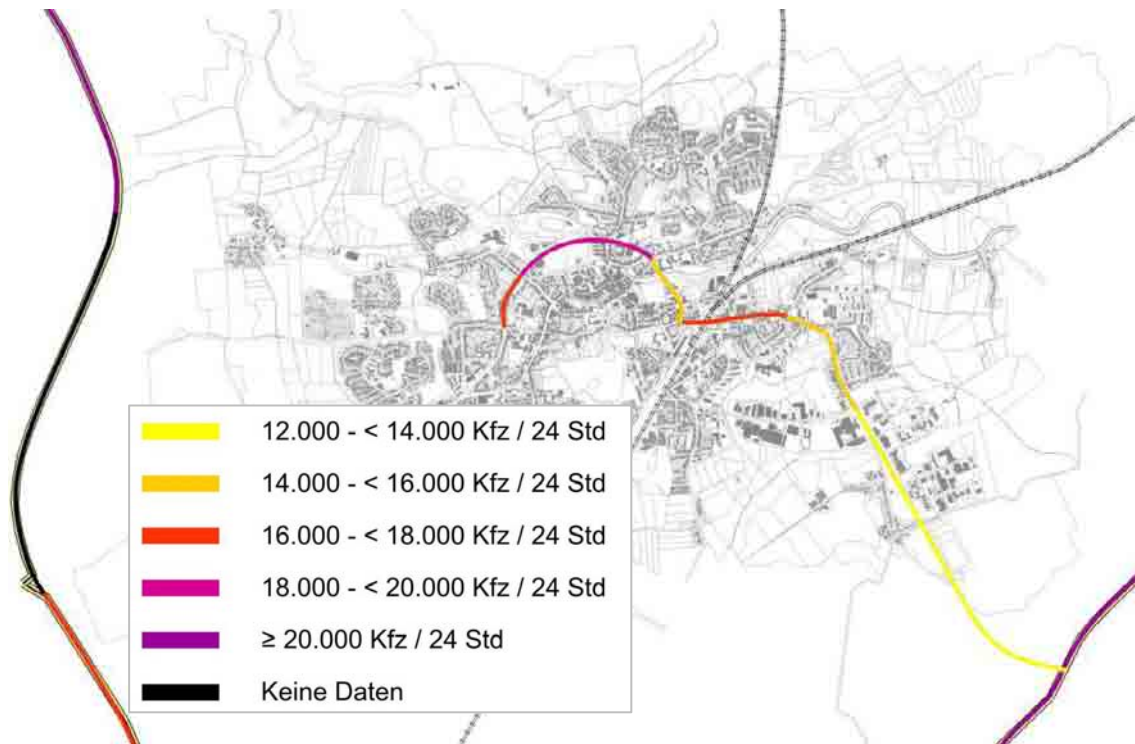 12.000 - < 14.000 Kfz / 24 Std
14.000 - < 16.000 Kfz / 24 Std
16.000 - < 18.000 Kfz / 24 Std
18.000 - < 20.000 Kfz / 24 Std
≥ 20.000 Kfz / 24 Std
Keine Daten